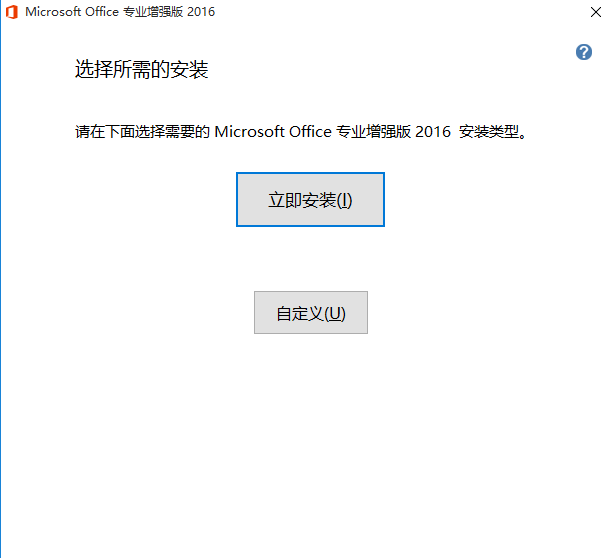 Microsoft Office 专业增强版 2016
选择所需的安装
请在下面选择需要的 Microsoft Office 专业增强版 2016 安装类型。
立即安装(I)
自定义(U)